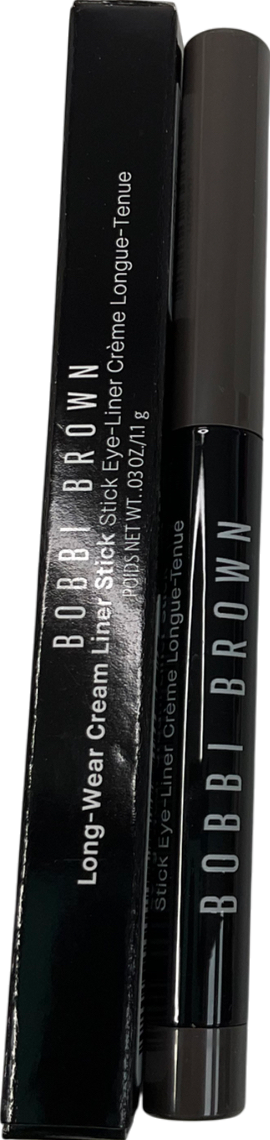 BOBBI BROWN
Long-Wear Cream Liner Stick Stick Eye-Liner Crème Longue-Tenue
POIDS NET WT. .03 OZ/1.1 g
BOBBI BROWN
Stick Eye-Liner Crème Longue-Tenue